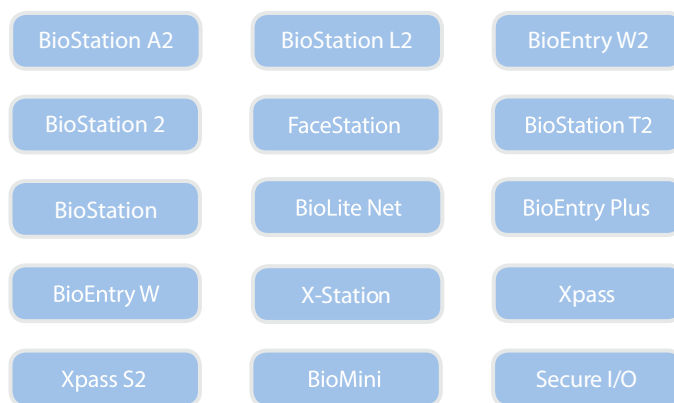 BioStation A2
BioStation L2
BioEntry W2
BioStation 2
FaceStation
BioStation T2
BioStation
BioLite Net
BioEntry Plus
BioEntry W
X-Station
Xpass
Xpass S2
BioMini
Secure I/O